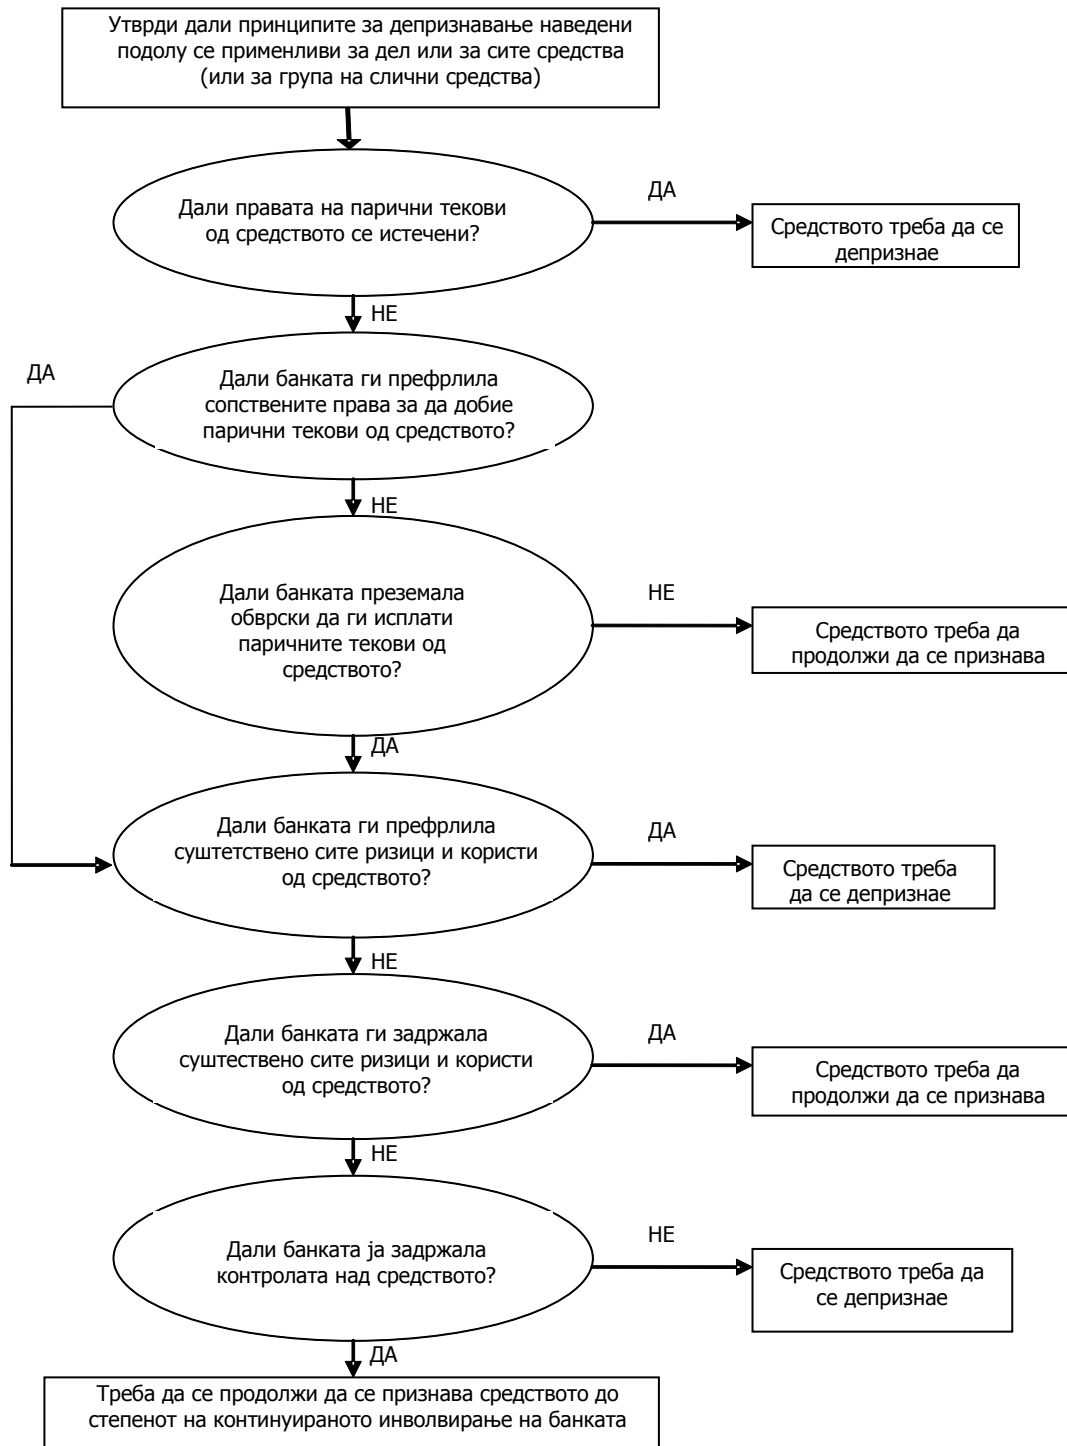 Утврди дали принципите за депризнавање наведени
подолу се применливи за дел или за сите средства
(или за група на слични средства)
Дали правата на парични текови
од средството се истечени?
ДА
Средството треба да се
депризнае
НЕ
ДА
Дали банката ги префрлила
сопствените права за да добие
парични текови од средството?
НЕ
Дали банката преземала
обврски да ги исплати
паричните текови од
средството?
НЕ
Средството треба да
продолжи да се признава
ДА
Дали банката ги префрлила
суштетствено сите ризици и користи
од средството?
ДА
Средството треба
да се депризнае
НЕ
Дали банката ги задржала
суштествено сите ризици и користи
од средството?
ДА
Средството треба да
продолжи да се признава
НЕ
Дали банката ја задржала
контролата над средството?
НЕ
Средството треба да
се депризнае
ДА
Треба да се продолжи да се признава средството до
степенот на континуираното инволвирање на банката